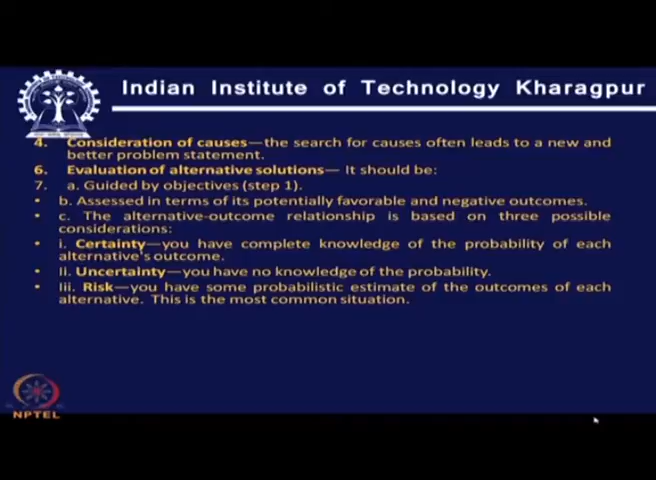 Indian Institute of Technology Kharagpur
4. Consideration of causes—the search for causes often leads to a new and
better problem statement.
6. Evaluation of alternative solutions— It should be:
7. a. Guided by objectives (step 1).
• b. Assessed in terms of its potentially favorable and negative outcomes.
• c. The alternative-outcome relationship is based on three possible
considerations:
• i. Certainty—you have complete knowledge of the probability of each
alternative's outcome.
• Ii. Uncertainty—you have no knowledge of the probability.
• Iii. Risk—you have some probabilistic estimate of the outcomes of each
alternative. This is the most common situation.
NPTEL